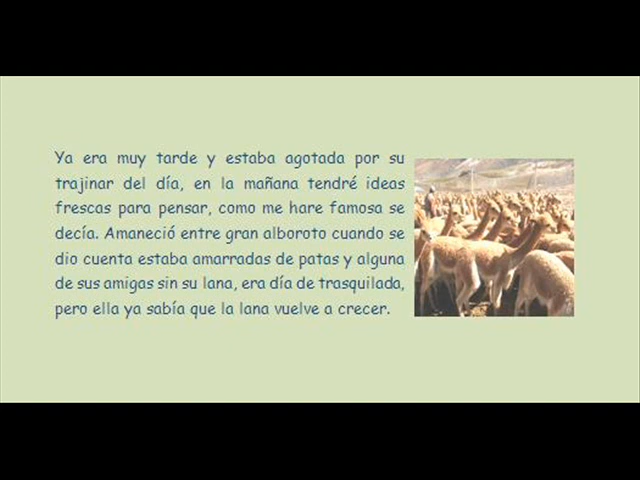 Ya era muy tarde y estaba agotada por su
trajinar del día, en la mañana tendré ideas
frescas para pensar, como me hare famosa se
decía. Amaneció entre gran alboroto cuando se
dio cuenta estaba amarradas de patas y alguna
de sus amigas sin su lana, era día de trasquilada,
pero ella ya sabía que la lana vuelve a crecer.